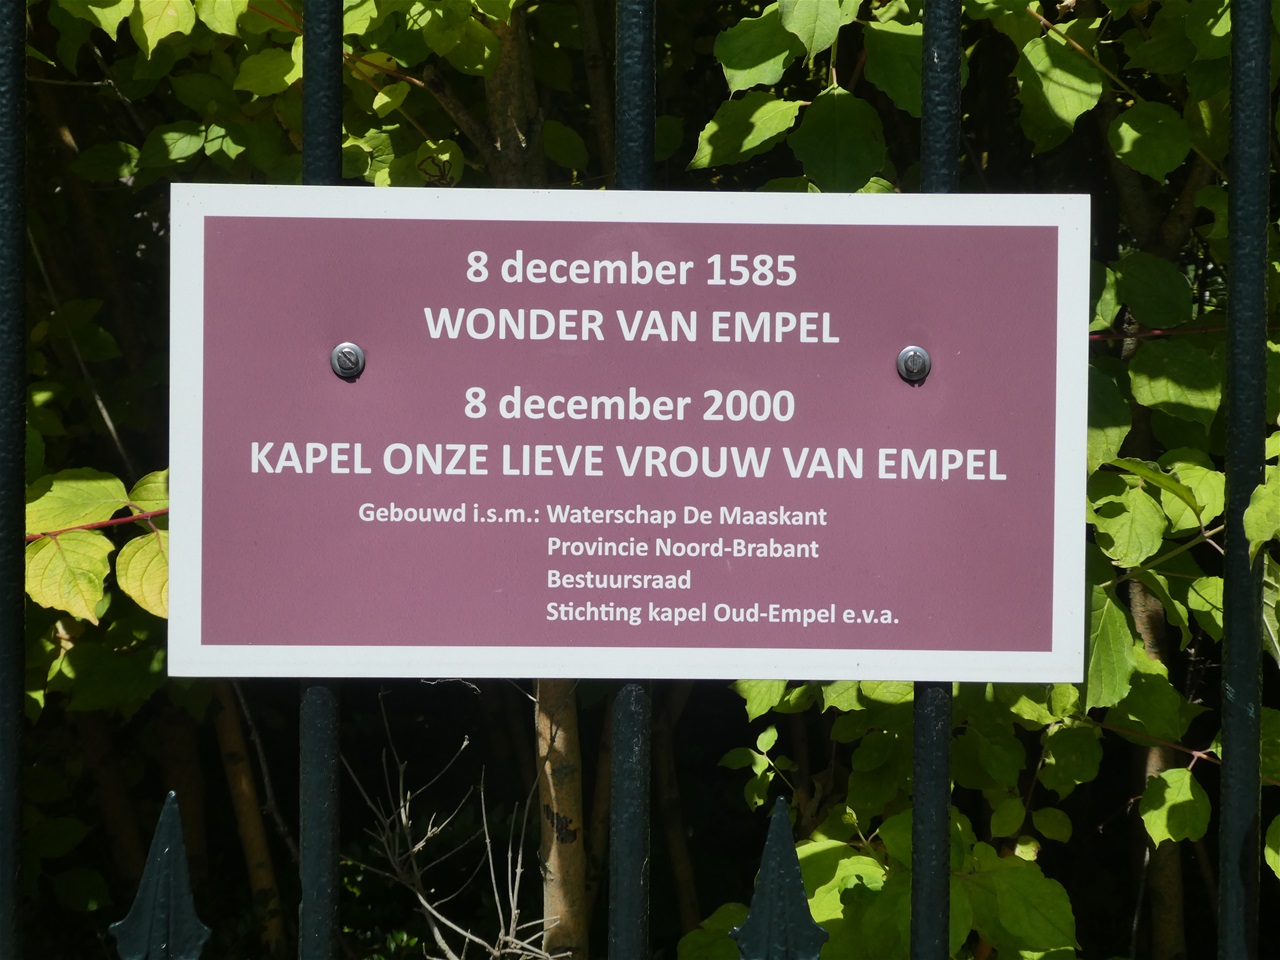 8 december 1585
WONDER VAN EMPEL
8 december 2000
KAPEL ONZE LIEVE VROUW VAN EMPEL
Gebouwd i.s.m.: Waterschap De Maaskant
Provincie Noord-Brabant
Bestuursraad
Stichting kapel Oud-Empel e.v.a.